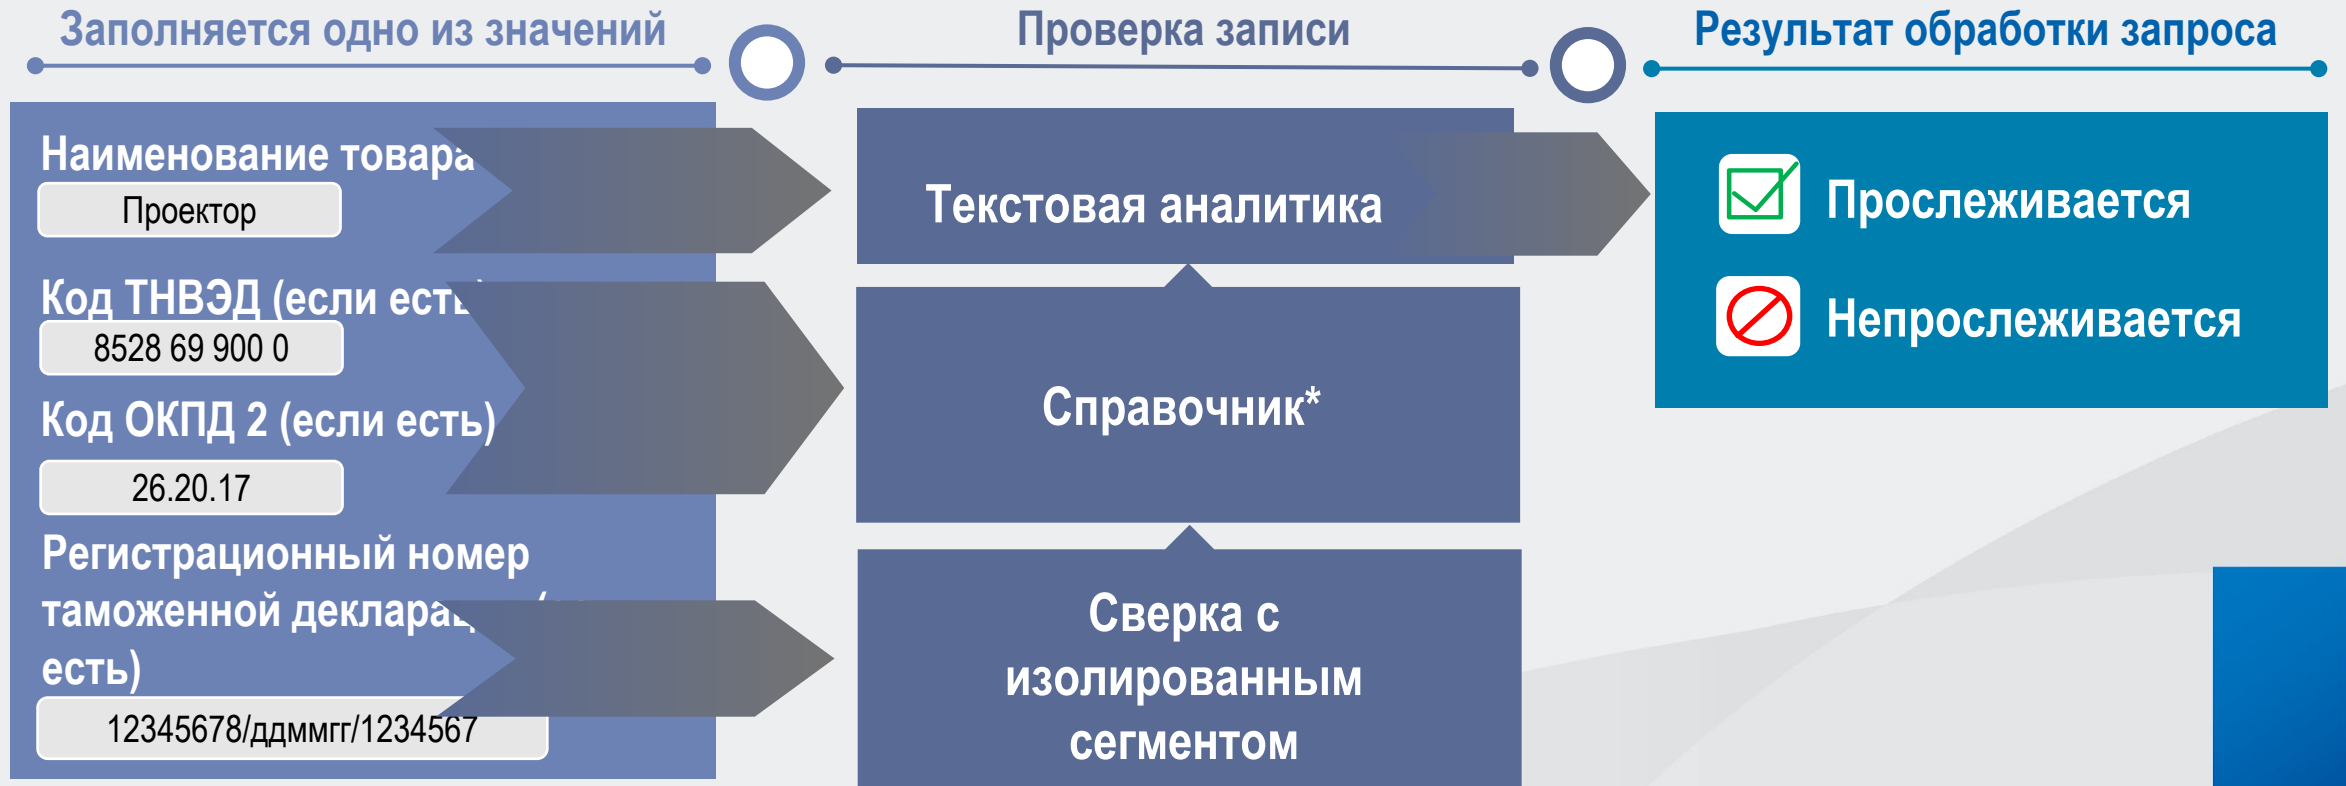 Заполняется одно из значений
Проверка записи
Результат обработки запроса
Наименование товара
Проектор
Код ТНВЭД (если есть)
8528 69 900 0
Код ОКПД 2 (если есть)
26.20.17
Регистрационный номер
таможенной
есть)
12345678/ддммгг/1234567
Текстовая аналитика
Справочник*
Сверка с
изолированным
сегментом
Прослеживается
Непрослеживается